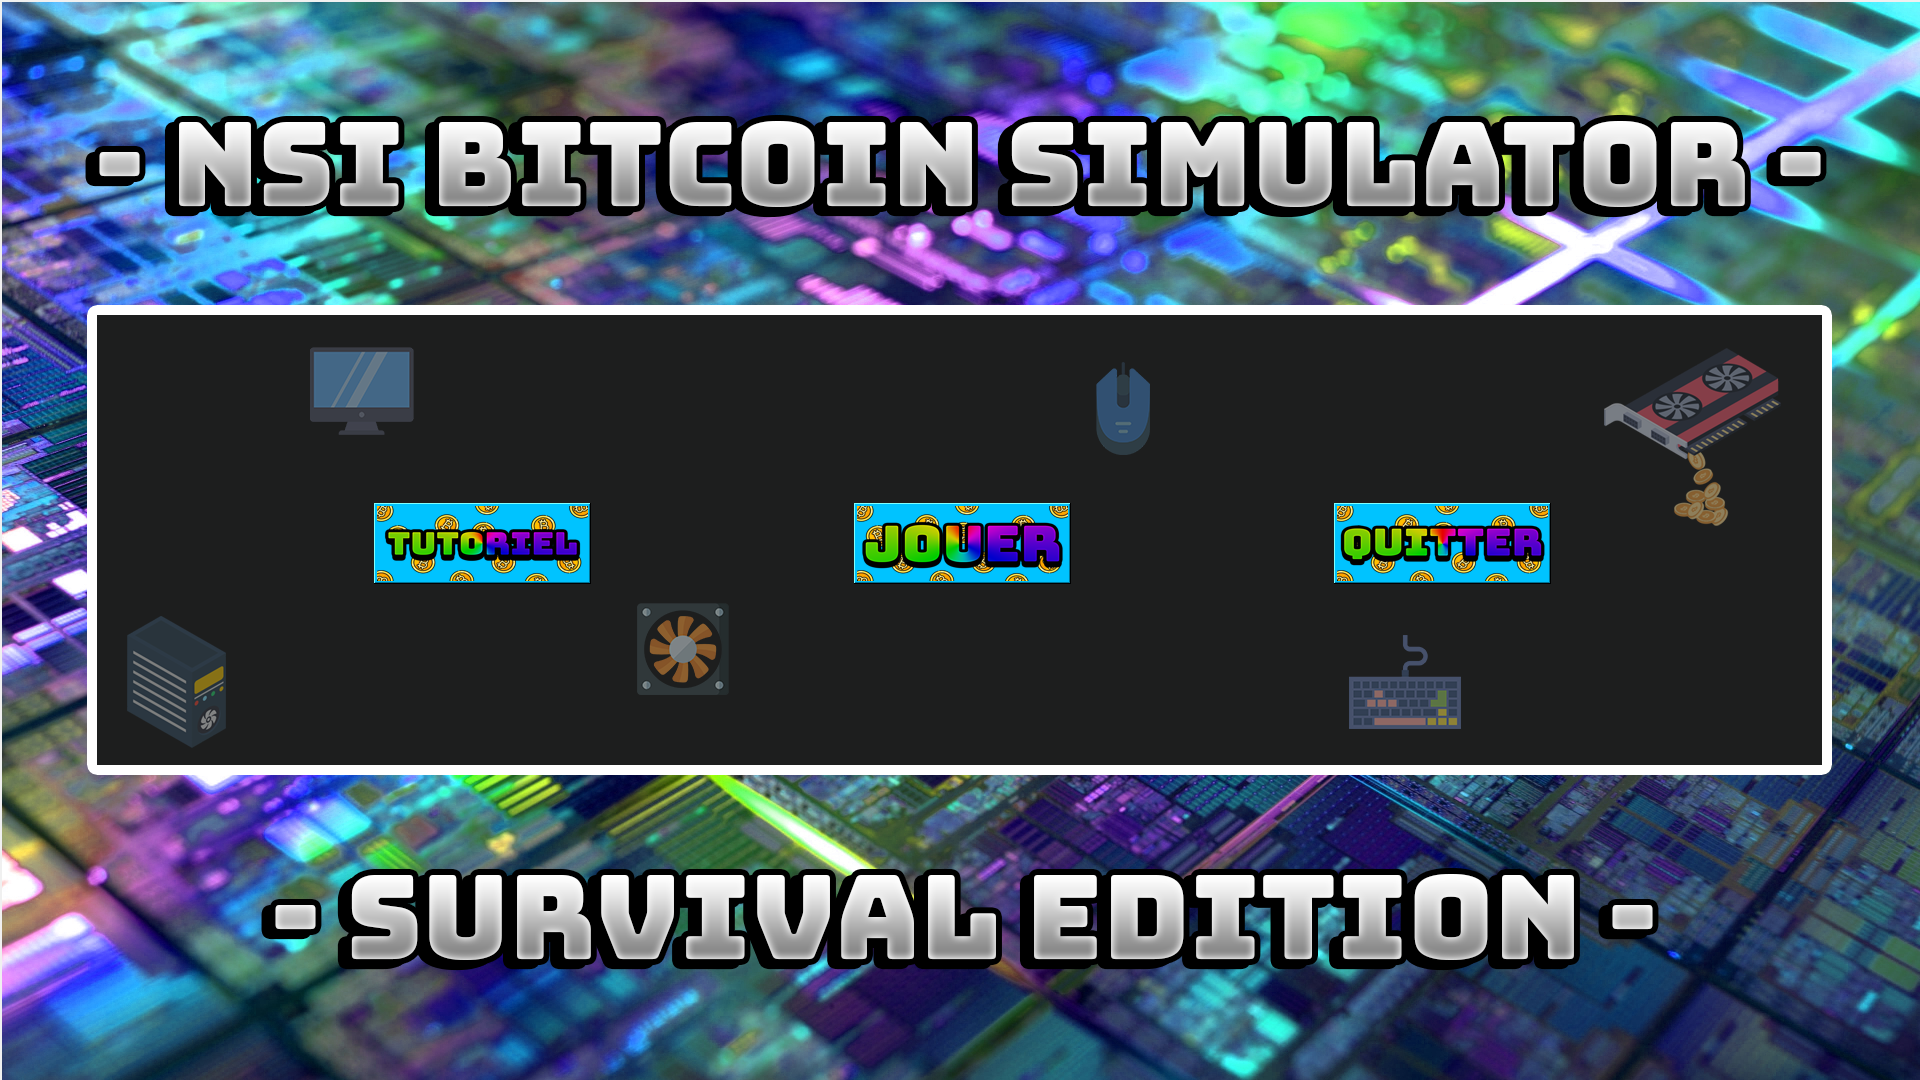 - NSI BITCOIN SIMULATOR -
TUTORIEL
JOUER
QUITTER
- SURVIVAL EDITION -